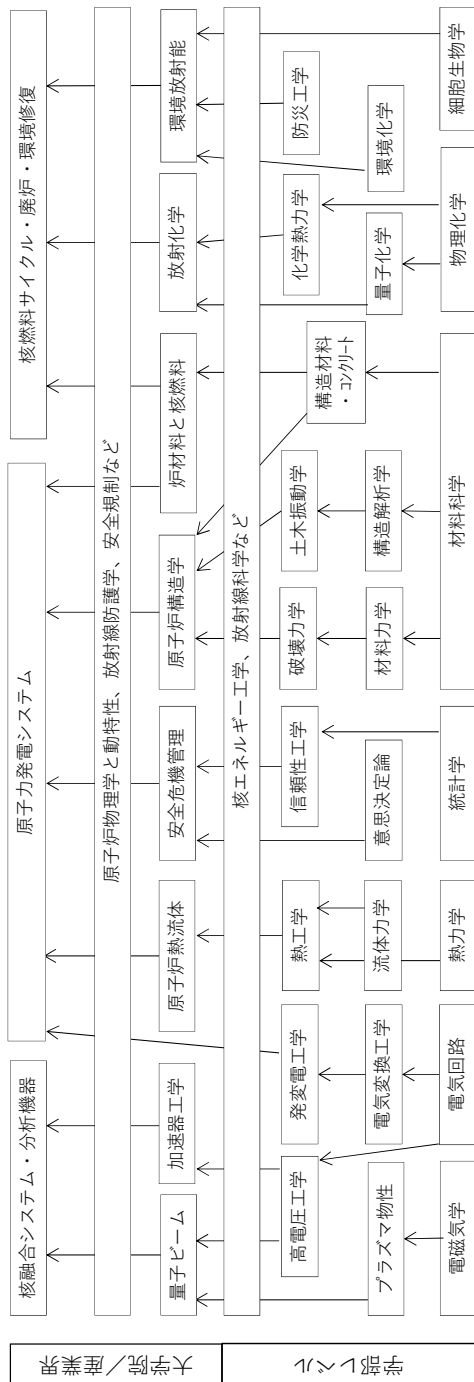 核融合システム・分析機器
原子力発電システム
核燃料サイクル・廃炉・環境修復
原子炉物理学と動特性、放射線防護学、安全規制など
量子ビーム
加速器工学
原子炉熱流体
安全危機管理
原子炉構造学
炉材料と核燃料
放射化学
環境放射能
核エネルギー工学、放射線科学など
高電圧工学
発変電工学
熱工学
信頼性工学
破壊力学
土木振動学
構造材料
・コンクリート
化学熱力学
防災工学
プラズマ物性
電気変換工学
流体力学
意思決定論
材料力学
構造解析学
量子化学
環境化学
電磁気学
電気回路
熱力学
統計学
材料科学
物理化学
細胞生物学
大学院／産業界
学部レベル